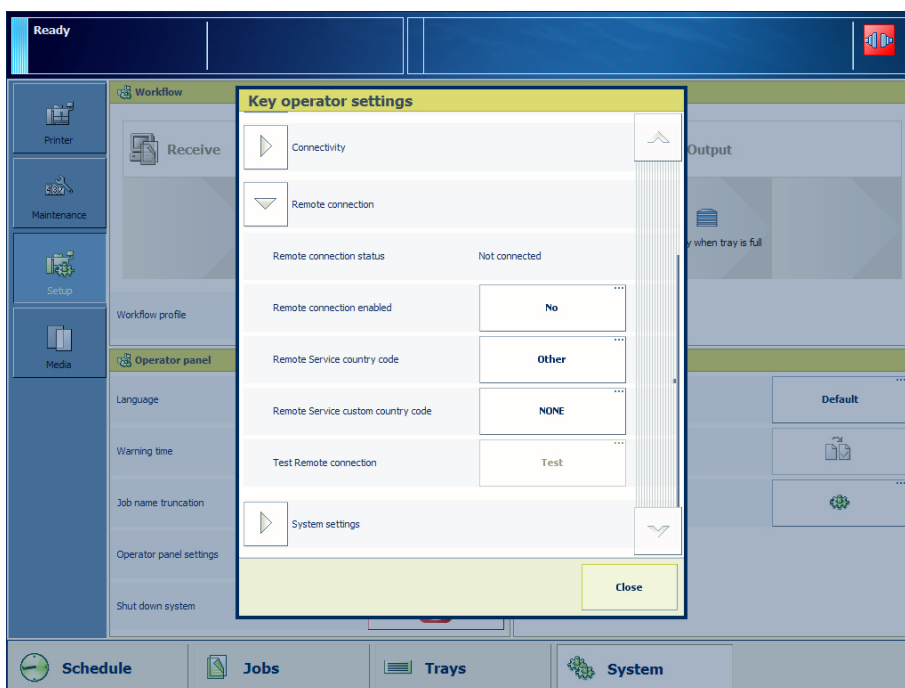 Ready
Printer
Maintenance
Setup
Media
Workflow
Receive
Output
y when tray is full
Workflow profile
Operator panel
Language
Default
Warning time
Job name truncation
Operator panel settings
Shut down system
Key operator settings
Connectivity
Remote connection
Remote connection status Not connected
Remote connection enabled No
Remote Service country code Other
Remote Service custom country code NONE
Test Remote connection Test
System settings
Close
Schedule Jobs Trays System